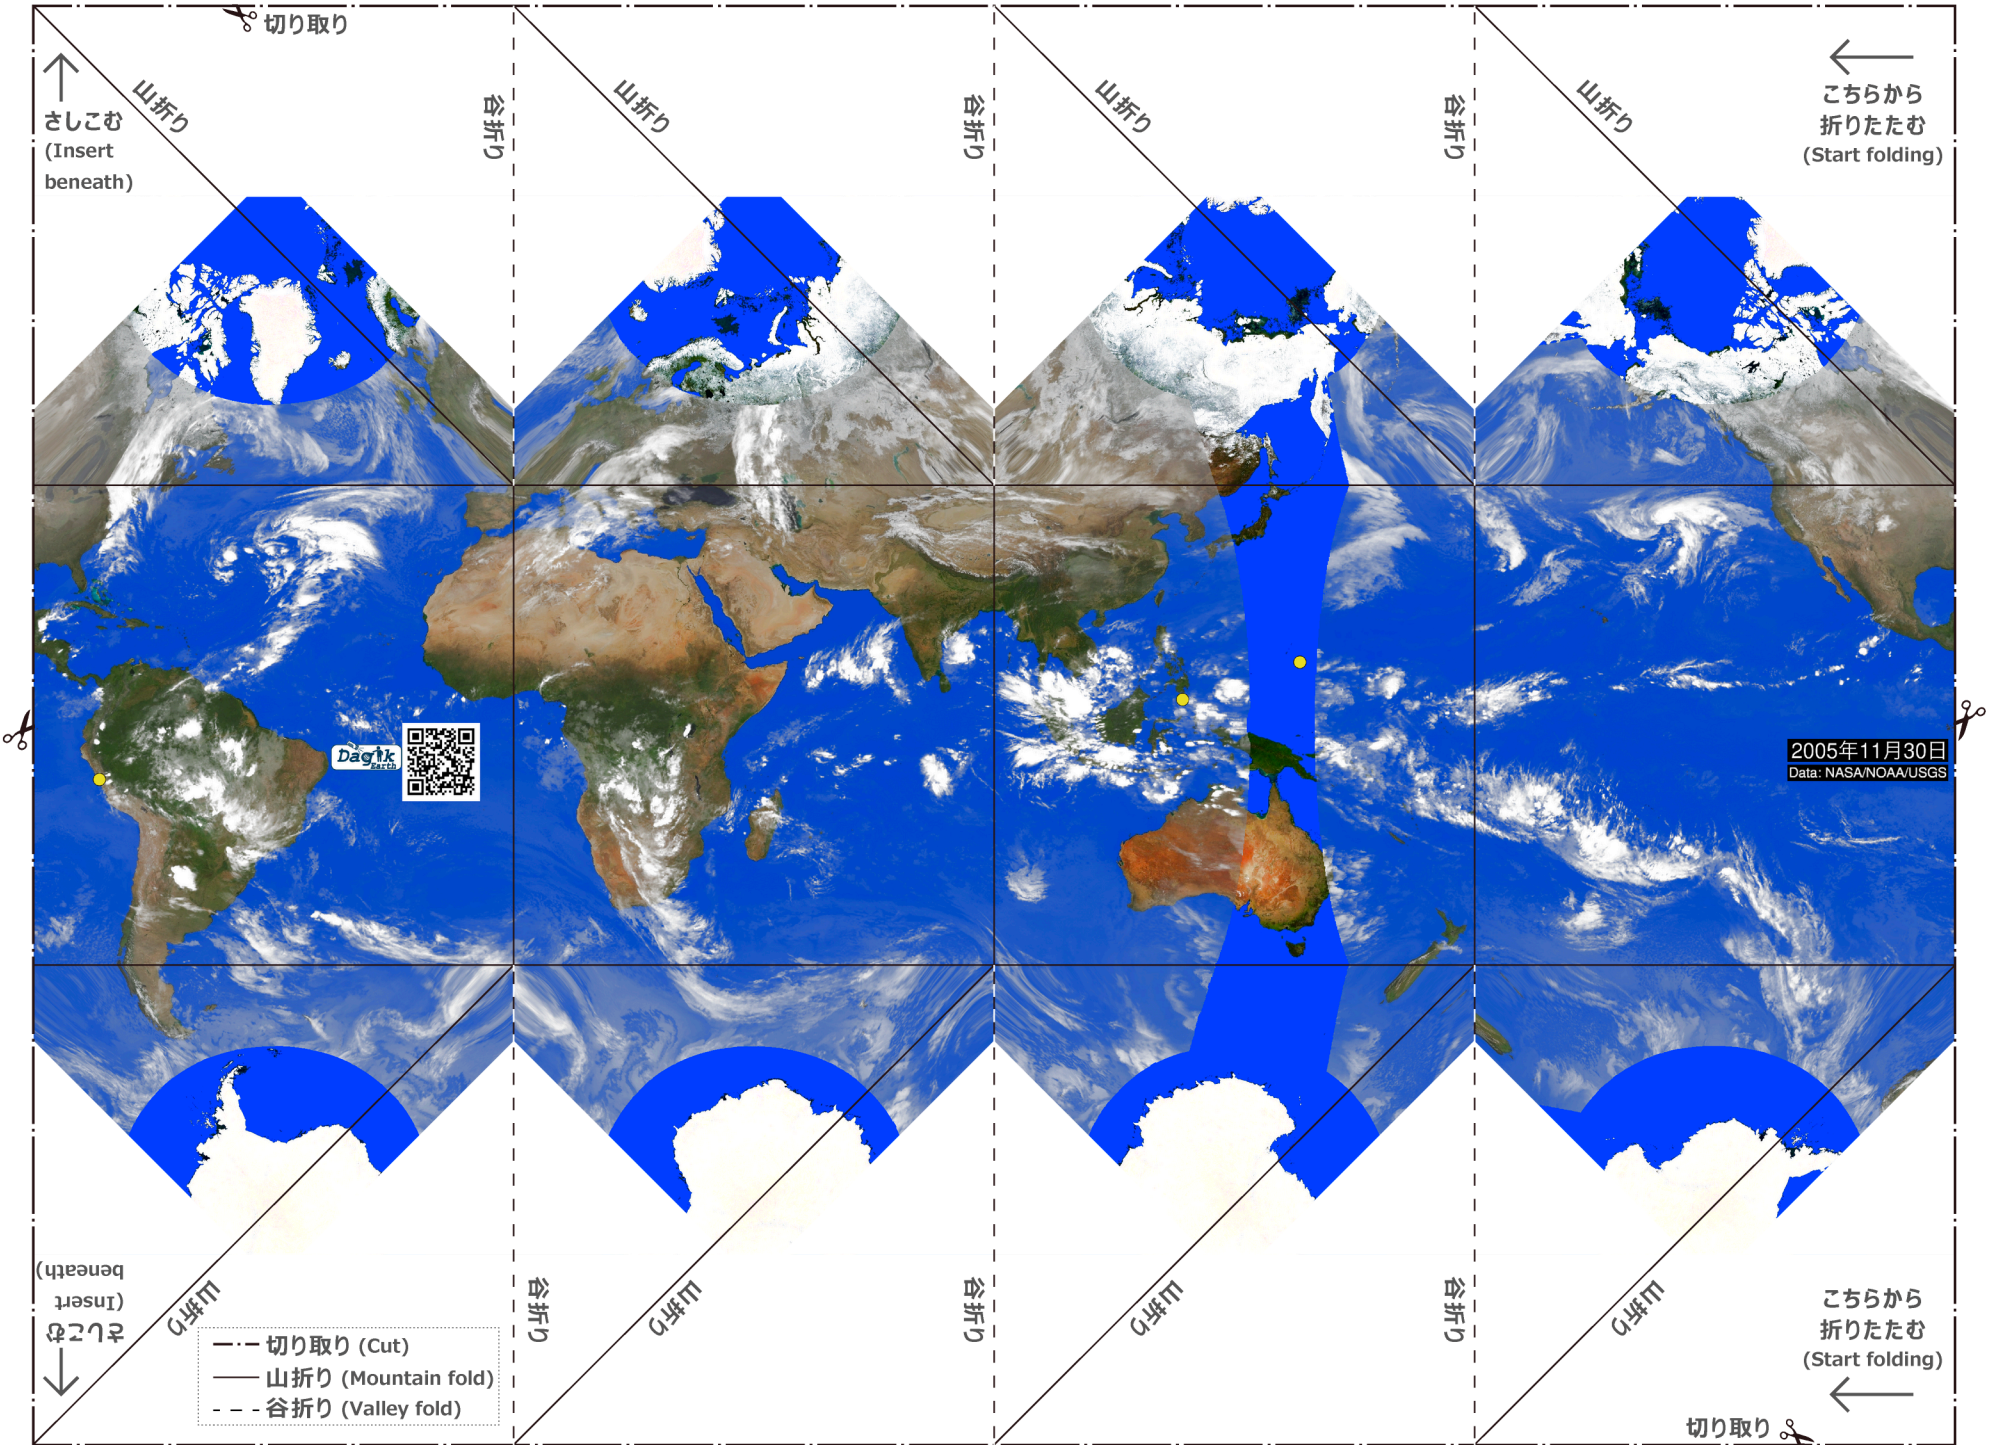 切り取り
さしこむ
(Insert
beneath)
山折り
谷折り
山折り
谷折り
山折り
谷折り
山折り
こちらから
折りたたむ
(Start folding)
Dagik
Earth
2005年11月30日
Data: NASA/NOAA/USGS
さしこむ
(Insert
beneath)
山折り
谷折り
山折り
谷折り
山折り
谷折り
山折り
こちらから
折りたたむ
(Start folding)
切り取り (Cut)
山折り (Mountain fold)
谷折り (Valley fold)
切り取り